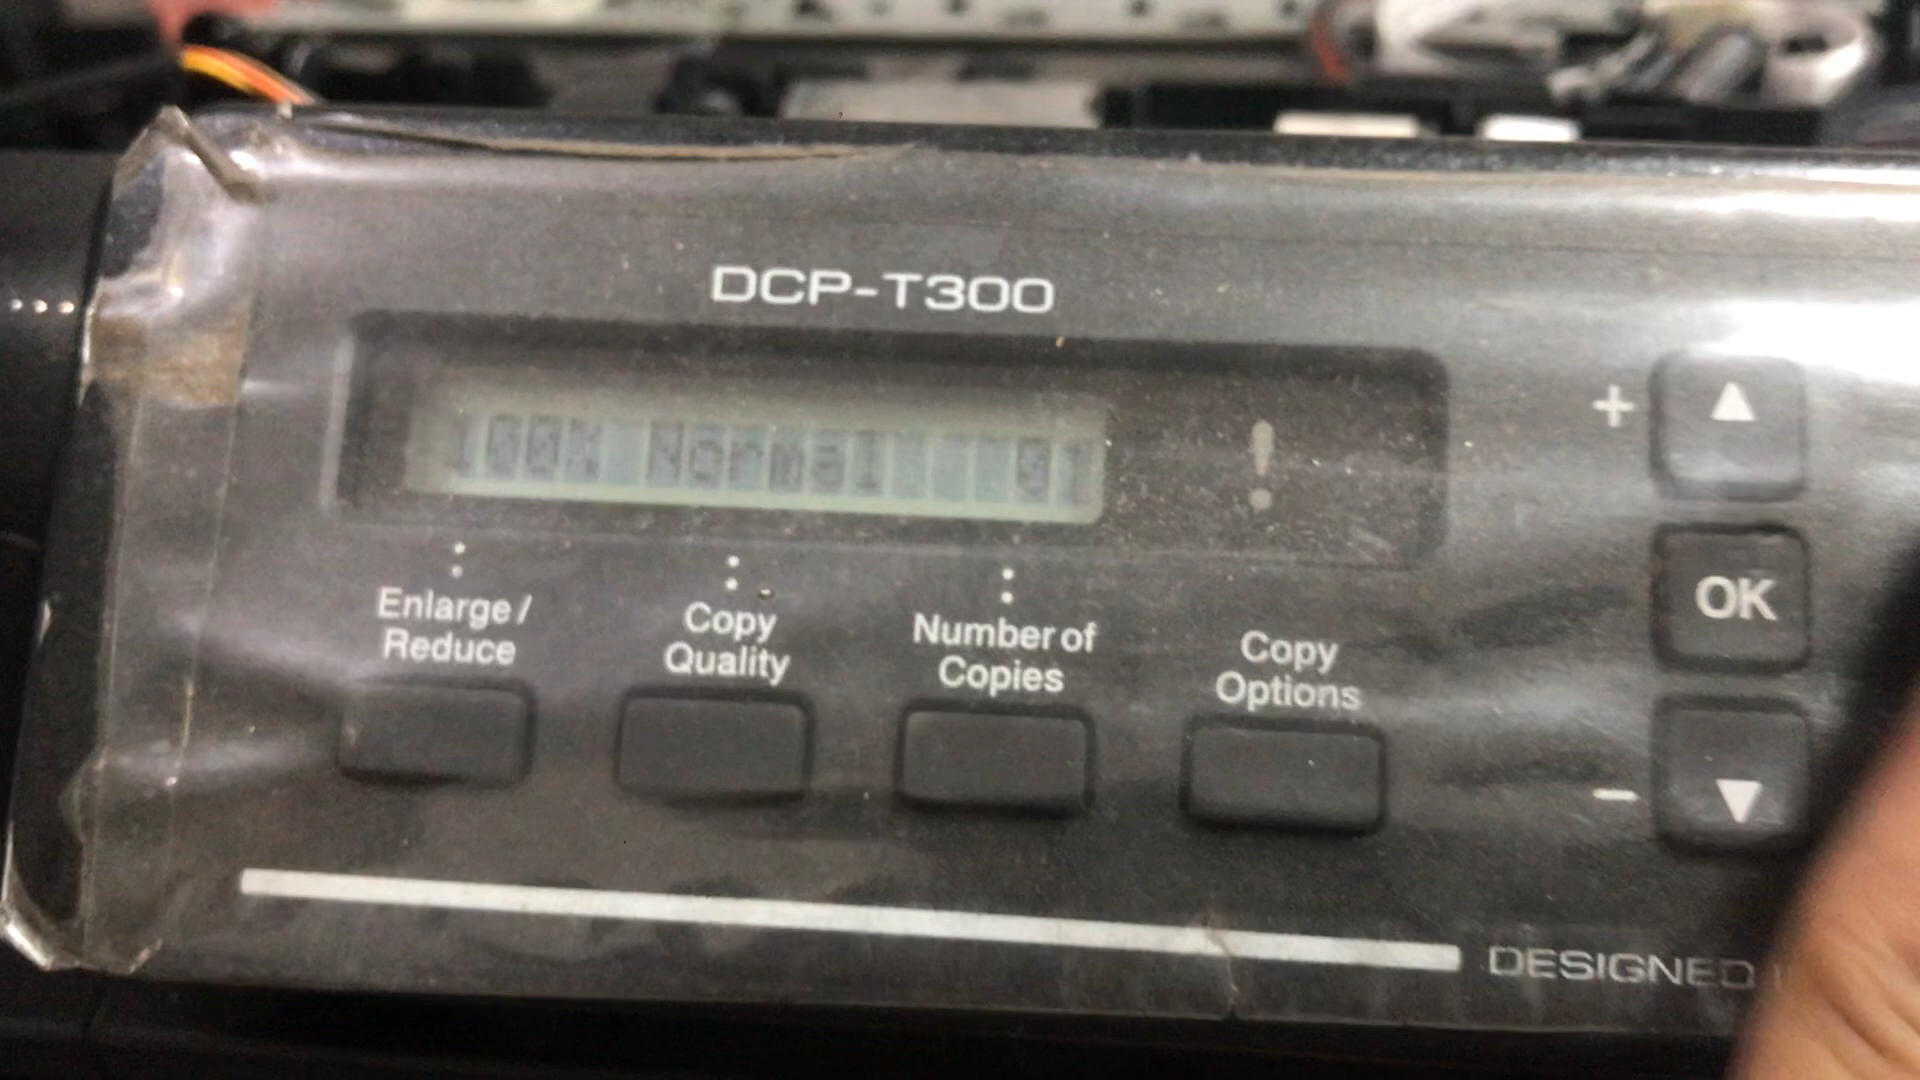 DCP-T300
100% Normal 01
+
Enlarge/
Reduce
Copy
Quality
Number of
Copies
Copy
Options
OK
-
DESIGNED